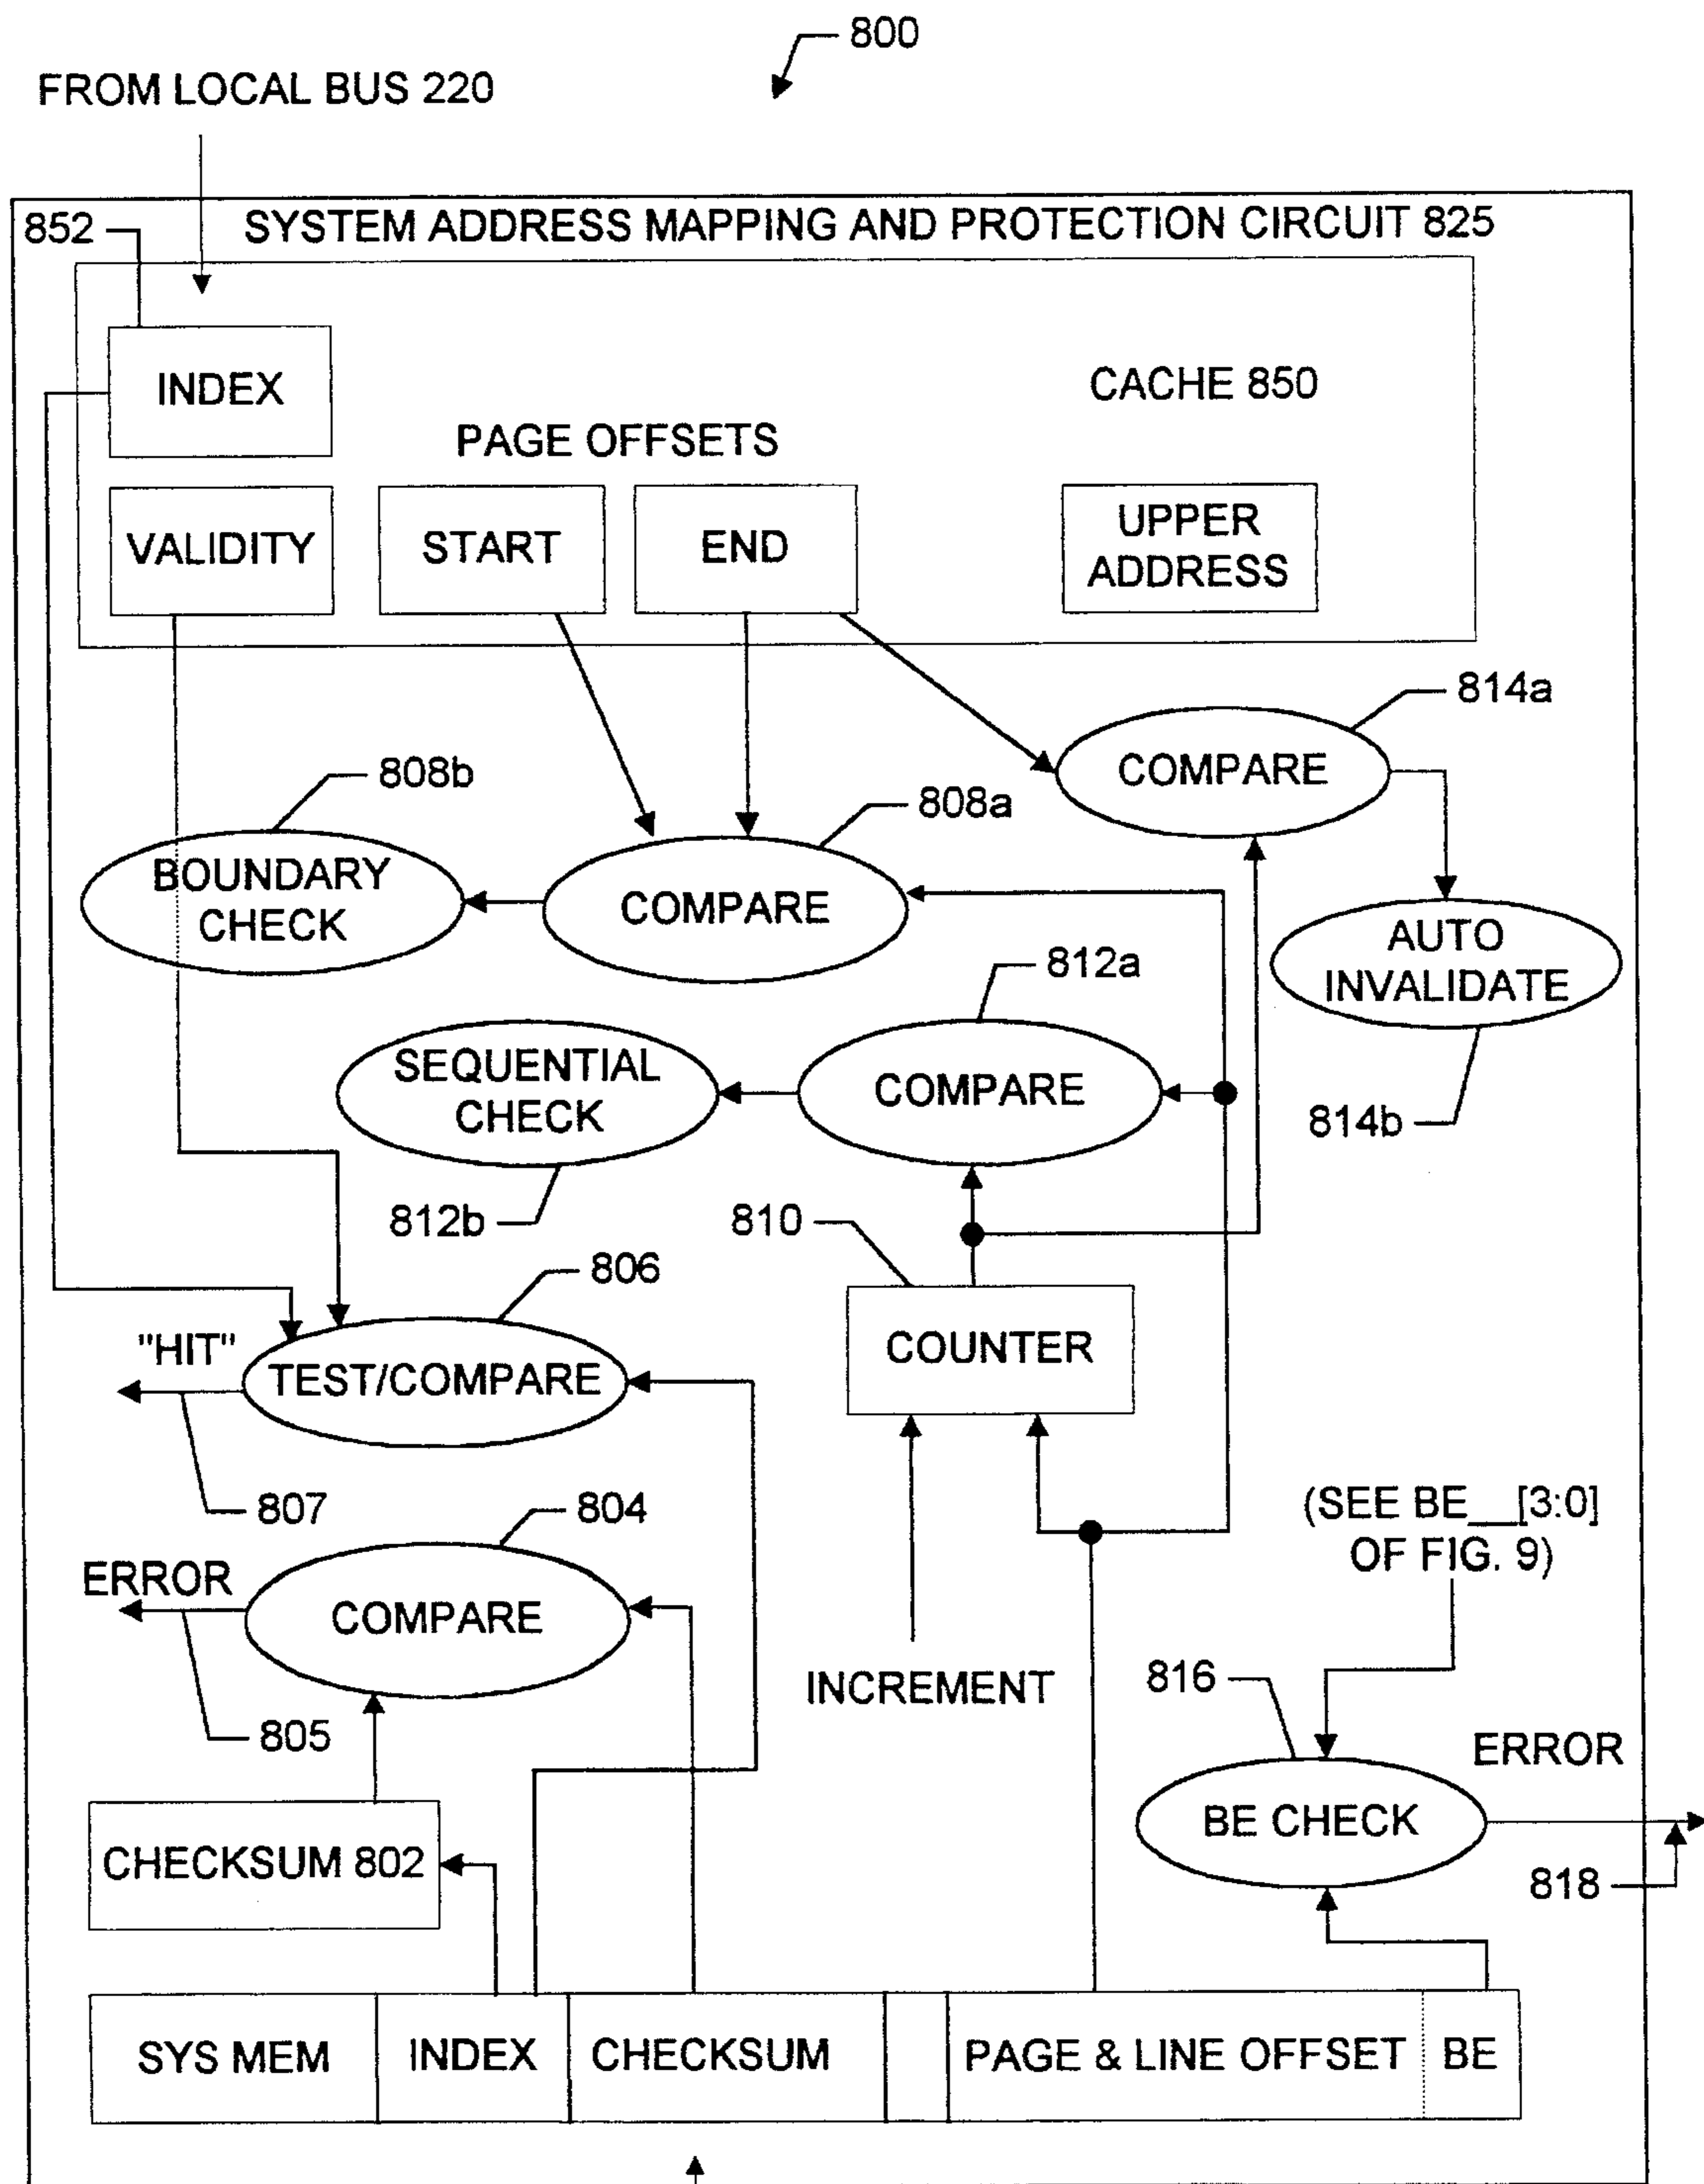 800
FROM LOCAL BUS 220
852
SYSTEM ADDRESS MAPPING AND PROTECTION CIRCUIT 825
INDEX
CACHE 850
PAGE OFFSETS
VALIDITY
START
END
UPPER
ADDRESS
814a
COMPARE
808b
808a
BOUNDARY
CHECK
COMPARE
AUTO
INVALIDATE
812a
SEQUENTIAL
CHECK
COMPARE
814b
812b
810
806
"HIT"
TEST/COMPARE
COUNTER
807
804
(SEE BE__[3:0]
OF FIG. 9)
ERROR
COMPARE
INCREMENT
816
805
ERROR
CHECKSUM 802
BE CHECK
818
SYS MEM
INDEX
CHECKSUM
PAGE & LINE OFFSET
BE